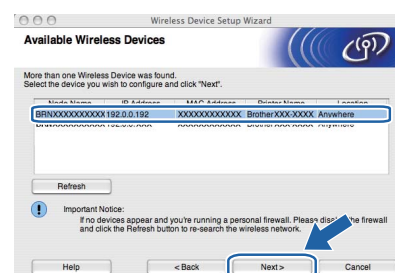 Wireless Device Setup Wizard
Available Wireless Devices
More than one Wireless Device was found.
Select the device you wish to configure and click "Next".
Node Name IP Address MAC Address Printer Name Location
BRNXXXXXXXXX 192.0.0.192 XXXXXXXXXXXX Brother XXX-XXXX Anywhere
Refresh
Important Notice:
If no devices appear and you're running a personal firewall. Please the firewall
and click the Refresh button to re-search the wireless network.
Help < Back Next > Cancel